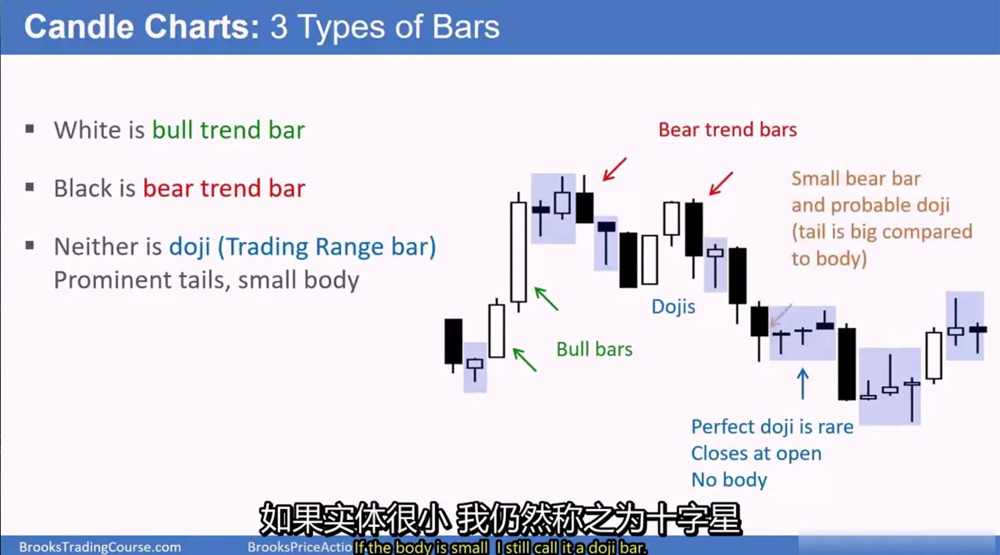 Candle Charts: 3 Types of Bars
White is bull trend bar
Black is bear trend bar
Neither is doji (Trading Range bar)
Prominent tails, small body
Bear trend bars
Small bear bar
and probable doji
(tail is big compared
to body)
Dojis
Bull bars
Perfect doji is rare
Closes at open
No body
如果实体很小 我仍然称之为十字星
BrooksTradingCourse.com
BrooksPriceActio
If the body is small I still call it a doji bar.